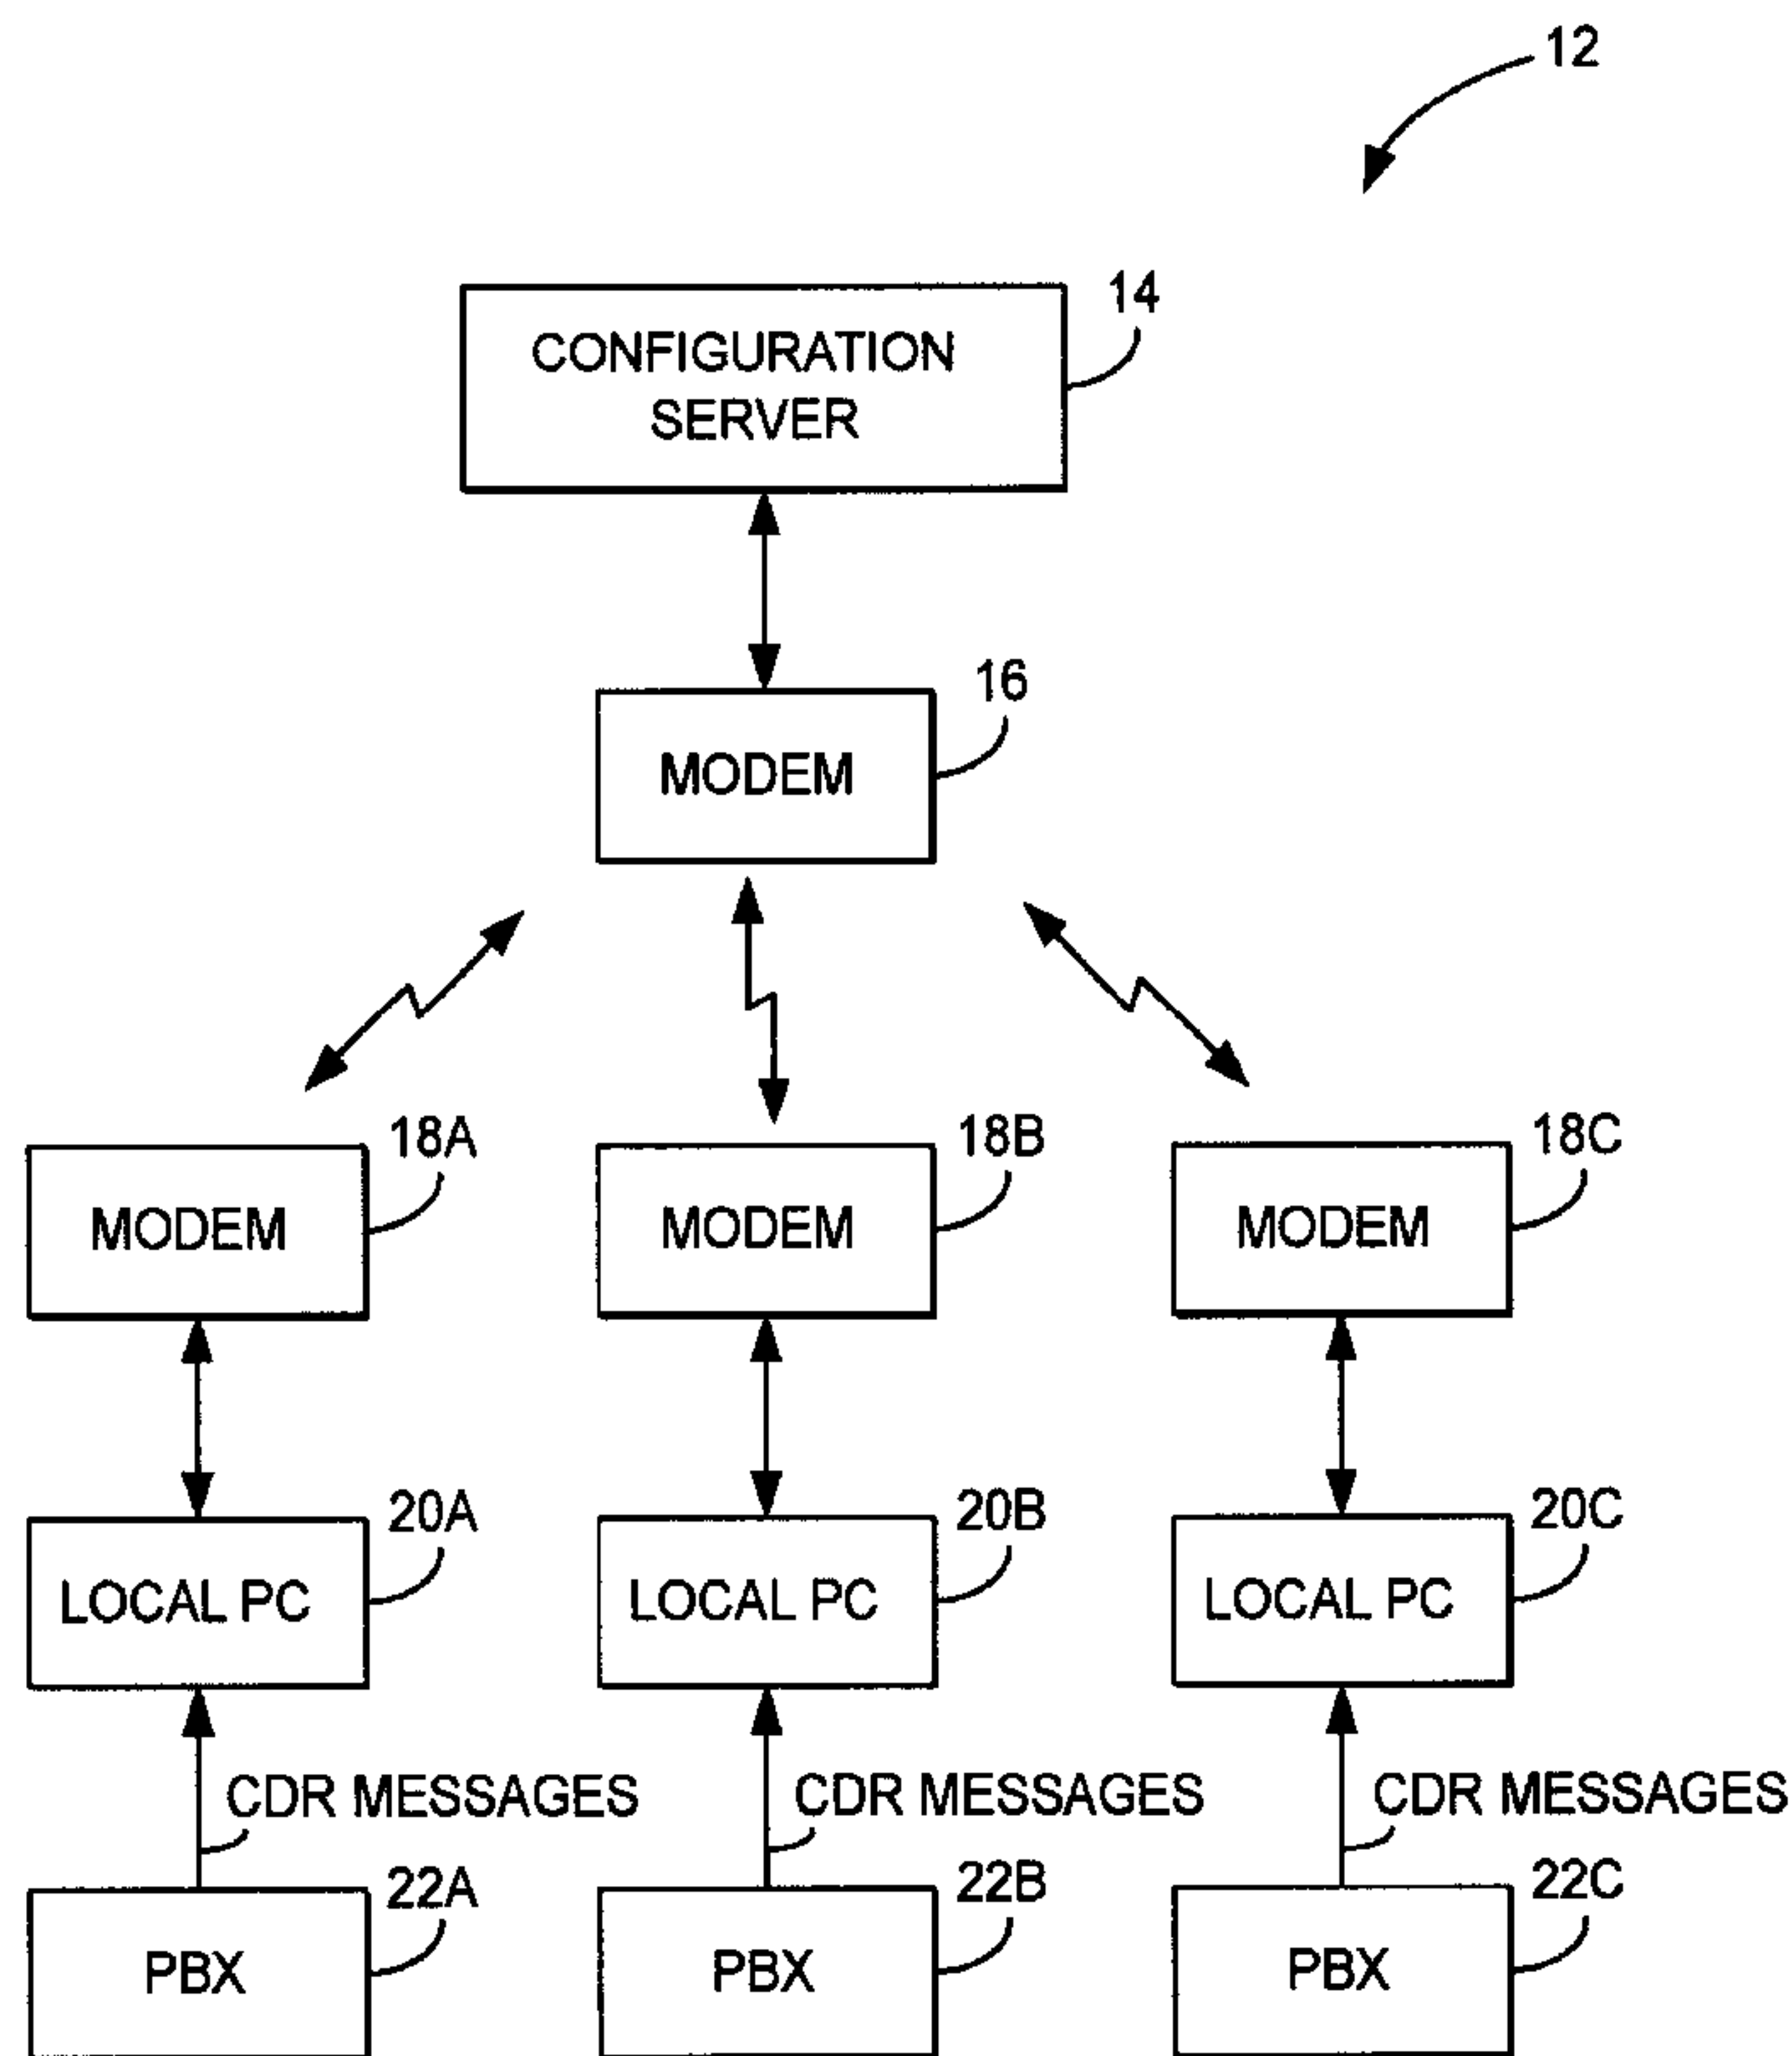 12
14
CONFIGURATION
SERVER
16
MODEM
18A
18B
18C
MODEM
MODEM
MODEM
20A
20B
20C
LOCAL PC
LOCAL PC
LOCAL PC
CDR MESSAGES
CDR MESSAGES
CDR MESSAGES
22A
22B
22C
PBX
PBX
PBX